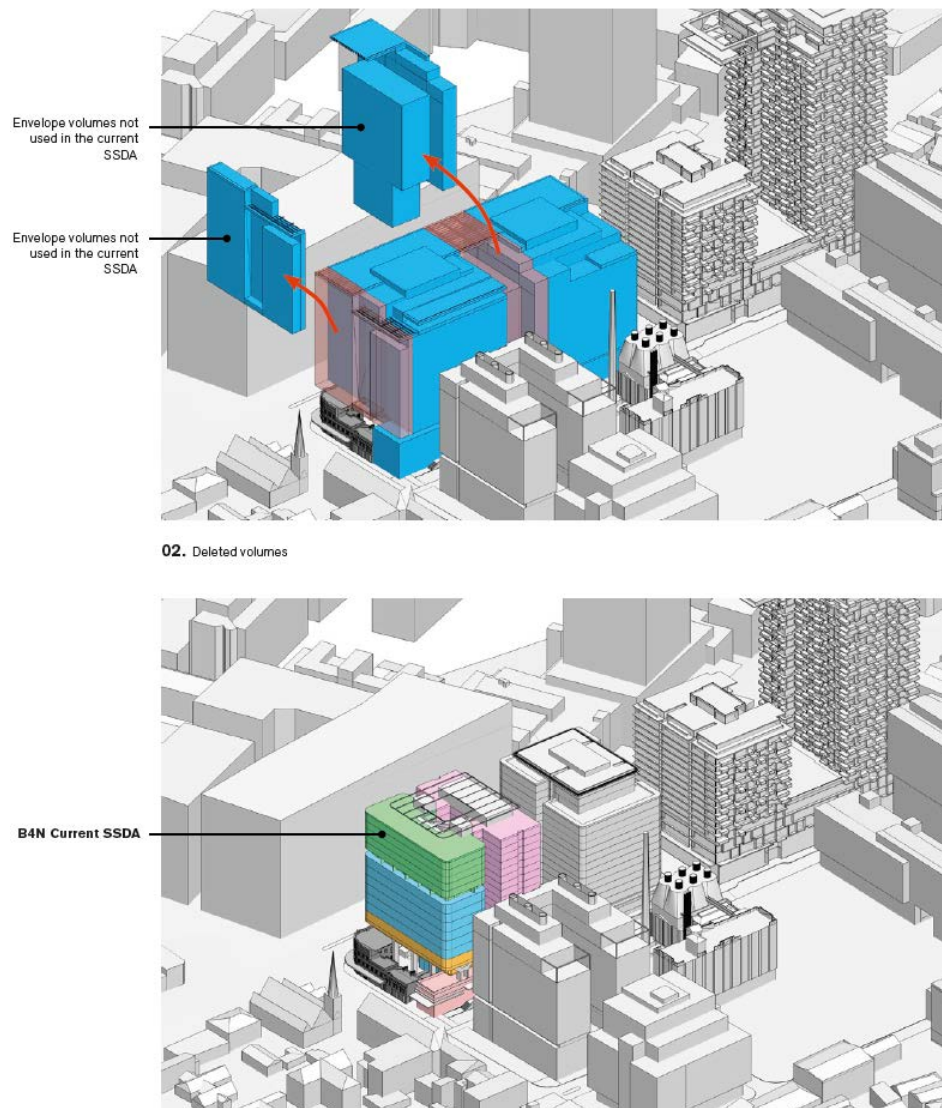 Envelope volumes not
used in the current
SSDA
Envelope volumes not
used in the current
SSDA
02. Deleted volumes
B4N Current SSDA